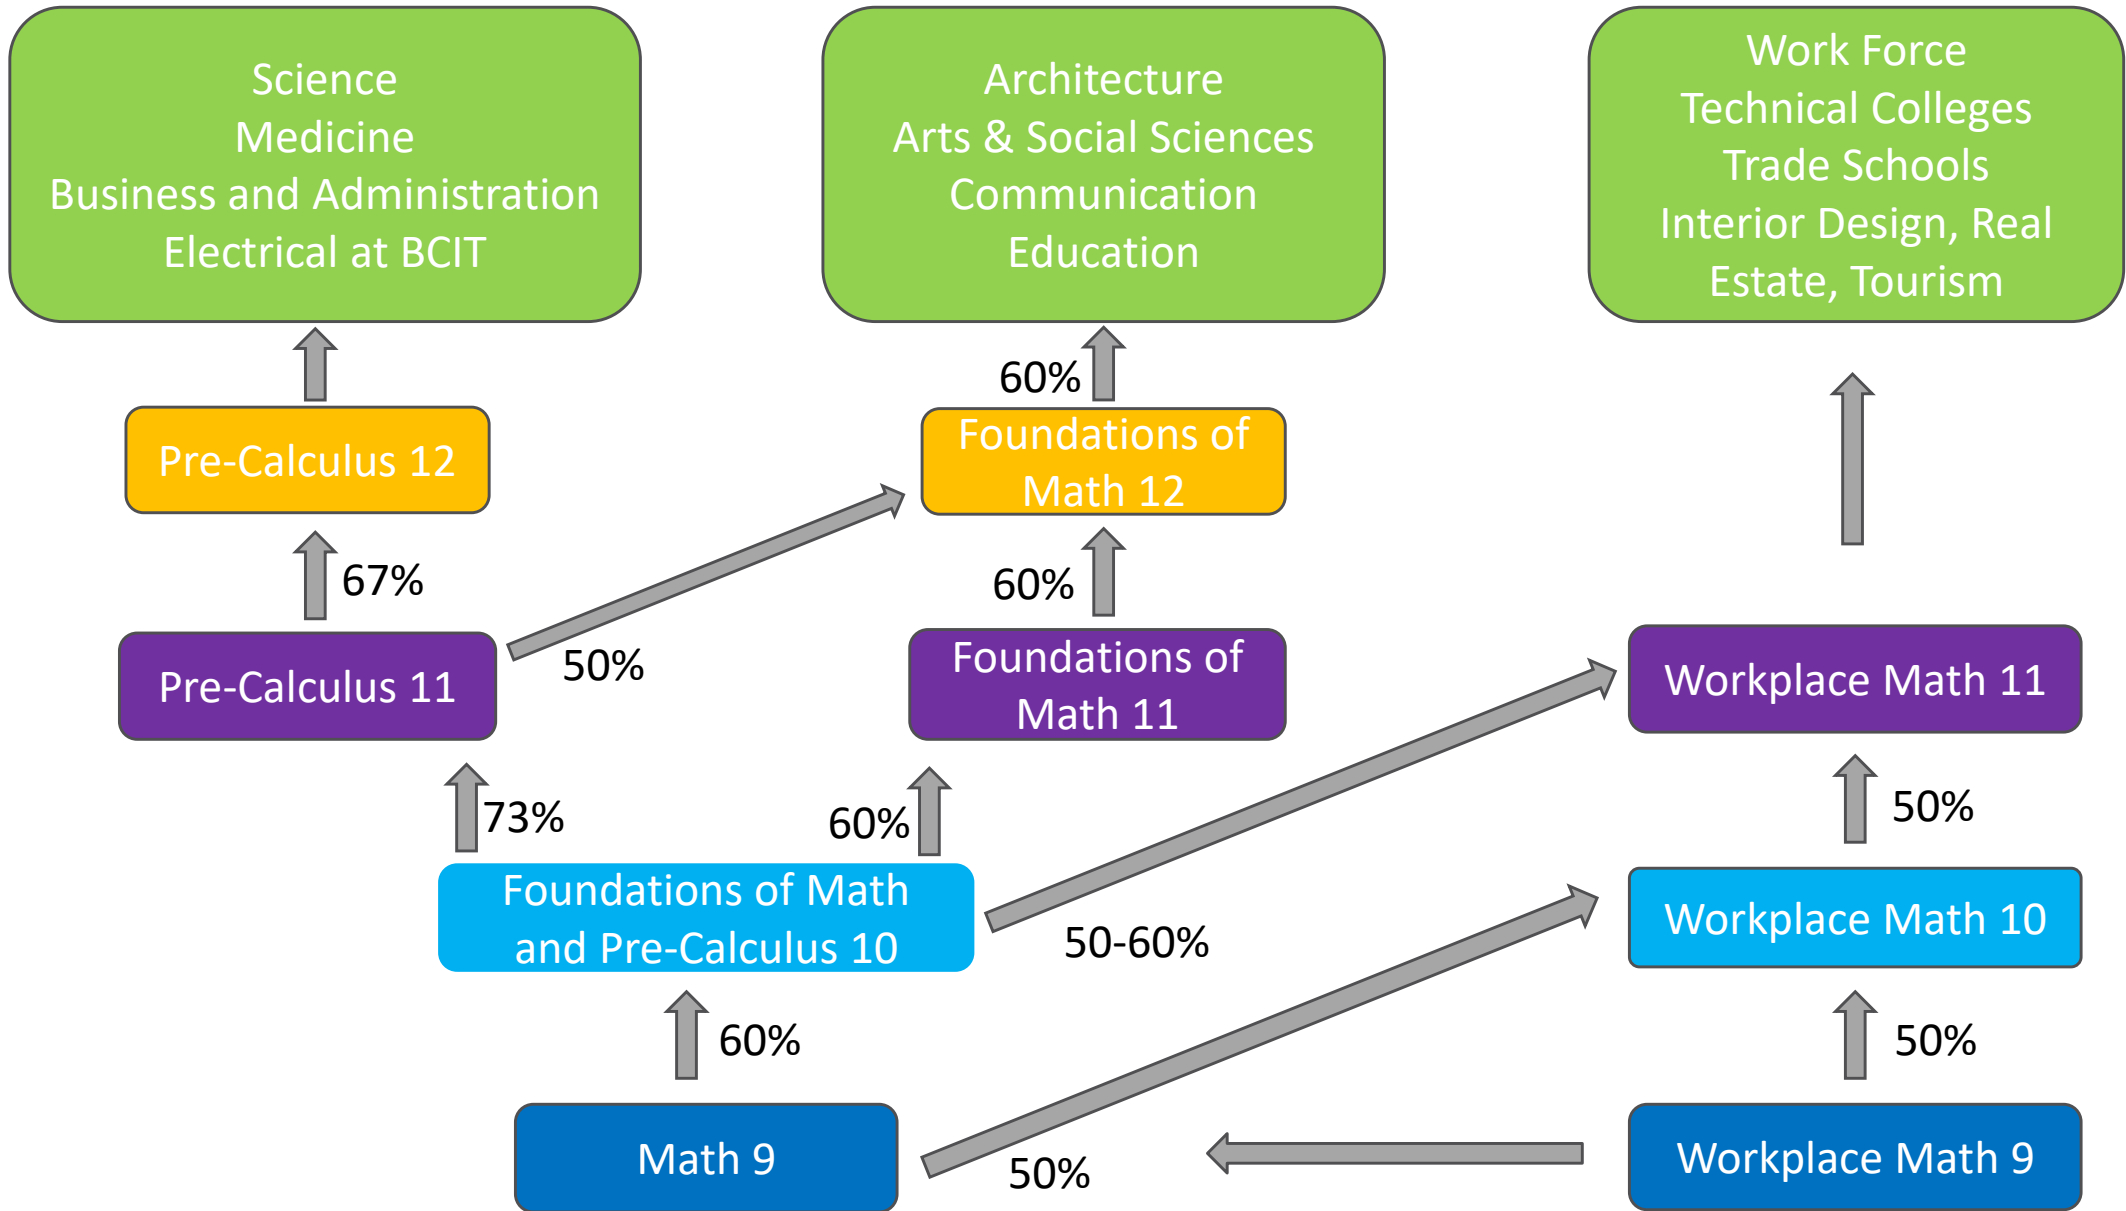 Science
Medicine
Business and Administration
Electrical at BCIT
Architecture
Arts & Social Sciences
Communication
Education
Work Force
Technical Colleges
Trade Schools
Interior Design, Real
Estate, Tourism
60%
Pre-Calculus 12
Foundations of
Math 12
67%
60%
50%
Pre-Calculus 11
Foundations of
Math 11
Workplace Math 11
73%
60%
50%
Foundations of Math
and Pre-Calculus 10
50-60%
Workplace Math 10
60%
50%
Math 9
50%
Workplace Math 9